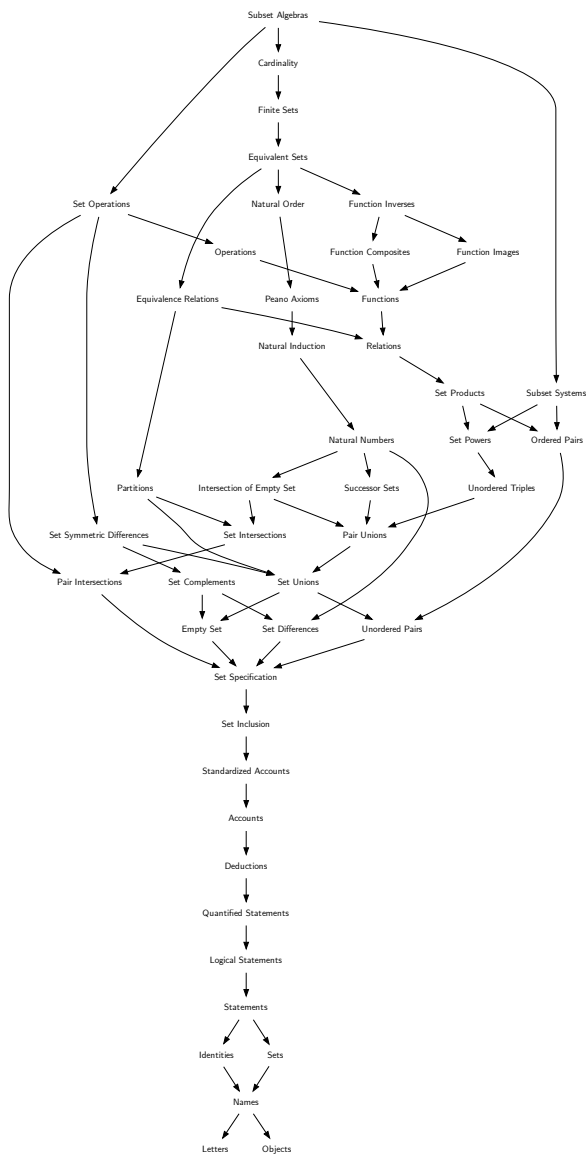 Subset Algebras
Cardinality
Finite Sets
Equivalent Sets
Set Operations
Natural Order
Function Inverses
Operations
Function Composites
Function Images
Equivalence Relations
Peano Axioms
Functions
Natural Induction
Relations
Set Products
Subset Systems
Natural Numbers
Set Powers
Ordered Pairs
Partitions
Intersection of Empty Set
Successor Sets
Unordered Triples
Set Symmetric Differences
Set Intersections
Pair Unions
Pair Intersections
Set Complements
Set Unions
Empty Set
Set Differences
Unordered Pairs
Set Specification
Set Inclusion
Standardized Accounts
Accounts
Deductions
Quantified Statements
Logical Statements
Statements
Identities
Sets
Names
Letters
Objects